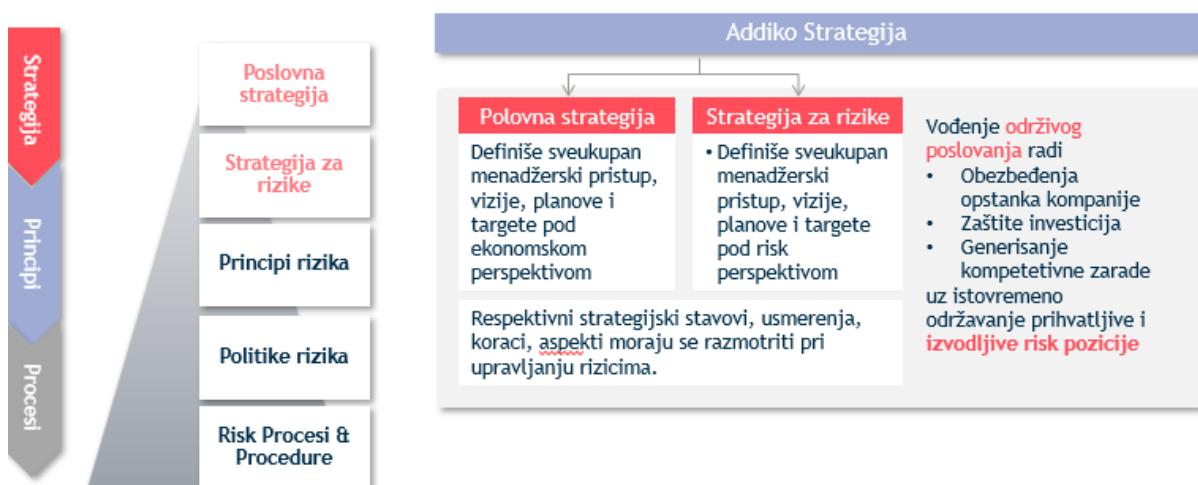 Strategija
Principi
Procesi
Poslovna
strategija
Strategija za
rizike
Principi rizika
Politike rizika
Risk Procesi &
Procedure
Addiko Strategija
Polovna strategija
Definiše sveukupan
menadžerski pristup,
vizije, planove i
targete pod
ekonomskom
perspektivom
Strategija za rizike
• Definiše sveukupan
menadžerski
pristup, vizije,
planove i targete
pod risk
perspektivom
Respektivni strategijski stavovi, usmerenja,
koraci, aspekti moraju se razmotriti pri
upravljanju rizicima.
Vođenje održivog
poslovanja radi
• Obezbeđenja
opstanka kompanije
• Zaštite investicija
• Generisanje
kompetetivne zarade
uz istovremeno
održavanje prihvatljive i
izvodljive risk pozicije